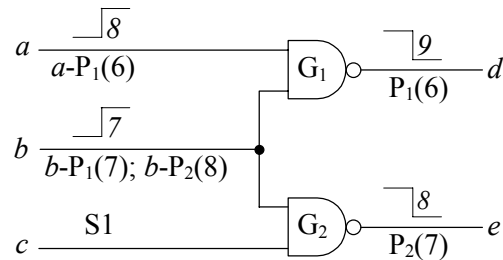 8
a
a-P₁(6)
G₁
9
P₁(6)
d
7
b
b-P₁(7); b-P₂(8)
S1
c
G₂
8
P₂(7)
e